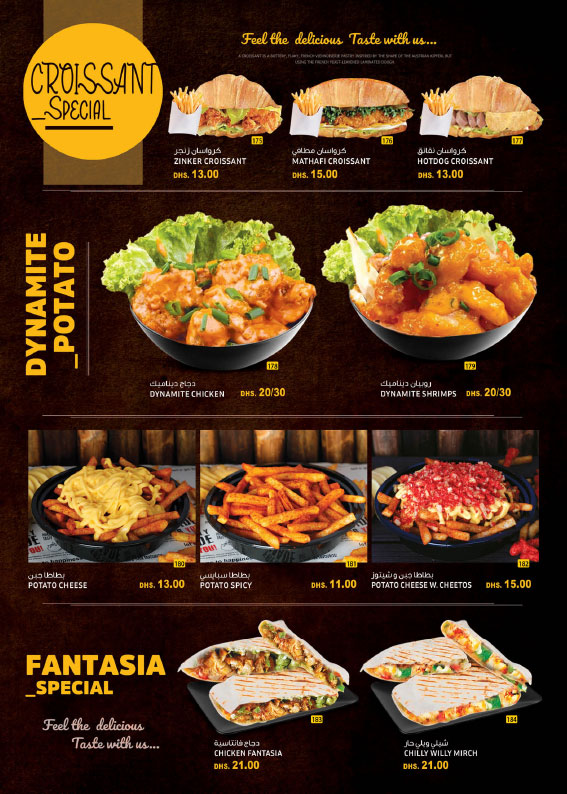 CROISSANT
_SPECIAL
Feel the delicious Taste with us...
175
كرواسان زنجر
ZINKER CROISSANT
DHS. 13.00
176
كرواسان مطافي
MATHAFI CROISSANT
DHS. 15.00
177
كرواسان نقانق
HOTDOG CROISSANT
DHS. 13.00
DYNAMITE
_POTATO
178
دجاج ديناميك
DYNAMITE CHICKEN DHS. 20/30
179
روبيان ديناميك
DYNAMITE SHRIMPS DHS. 20/30
180
بطاطا جبن
POTATO CHEESE DHS. 13.00
181
بطاطا سبايسي
POTATO SPICY DHS. 11.00
182
بطاطا جبن و شيتوز
POTATO CHEESE W. CHEETOS DHS. 15.00
FANTASIA
_SPECIAL
Feel the delicious
Taste with us...
183
دجاج فانتاسية
CHICKEN FANTASIA
DHS. 21.00
184
شيلي ويلي حار
CHILLY WILLY MIRCH
DHS. 21.00